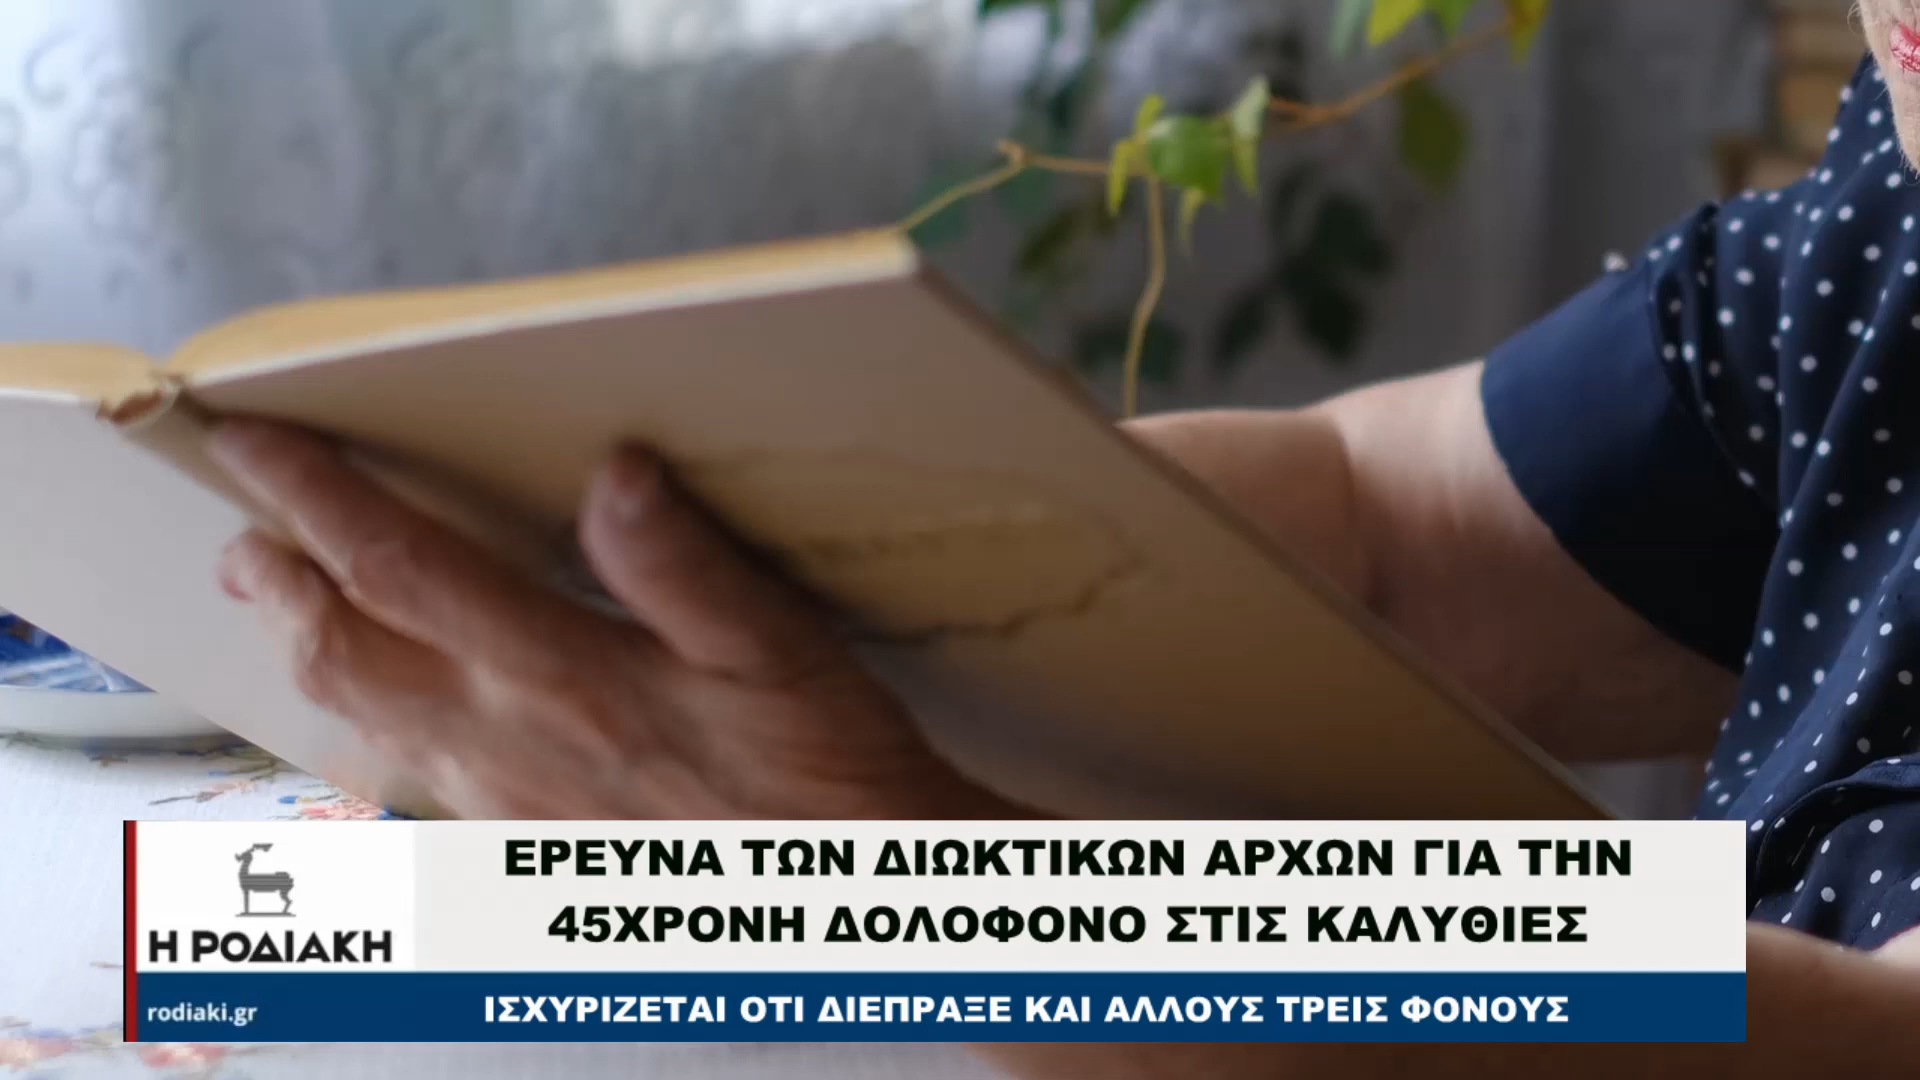 ΕΡΕΥΝΑ ΤΩΝ ΔΙΩΚΤΙΚΩΝ ΑΡΧΩΝ ΓΙΑ ΤΗΝ
45ΧΡΟΝΗ ΔΟΛΟΦΟΝΟ ΣΤΙΣ ΚΑΛΥΘΙΕΣ
Η ΡΟΔΙΑΚΗ
rodiaki.gr
ΙΣΧΥΡΙΖΕΤΑΙ ΟΤΙ ΔΙΕΠΡΑΞΕ ΚΑΙ ΑΛΛΟΥΣ ΤΡΕΙΣ ΦΟΝΟΥΣ